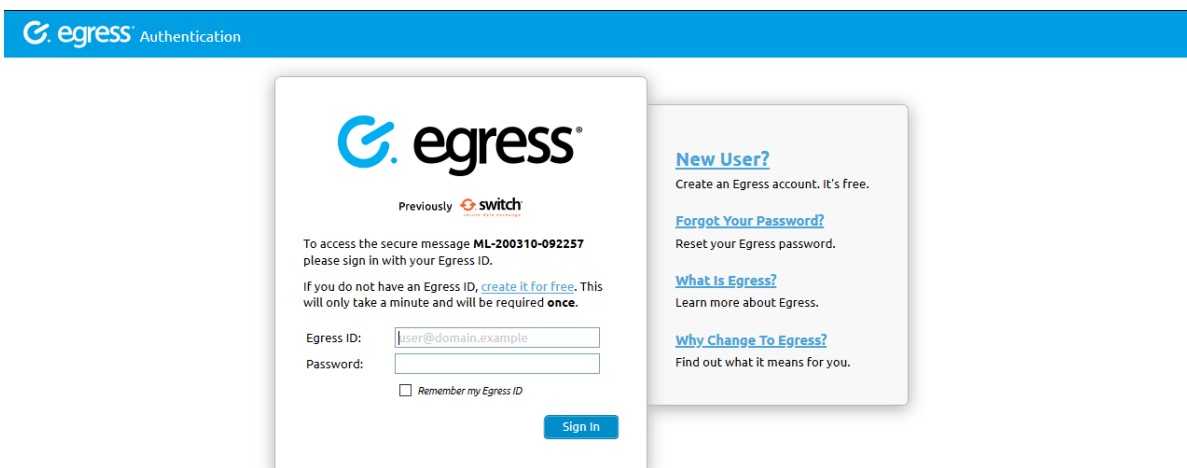 egress Authentication
egress®
Previously switch
secure data exchange
To access the secure message ML-200310-092257
please sign in with your Egress ID.
If you do not have an Egress ID, create it for free. This
will only take a minute and will be required once.
Egress ID: user@domain.example
Password:
Remember my Egress ID
Sign In
New User?
Create an Egress account. It's free.
Forgot Your Password?
Reset your Egress password.
What Is Egress?
Learn more about Egress.
Why Change To Egress?
Find out what it means for you.